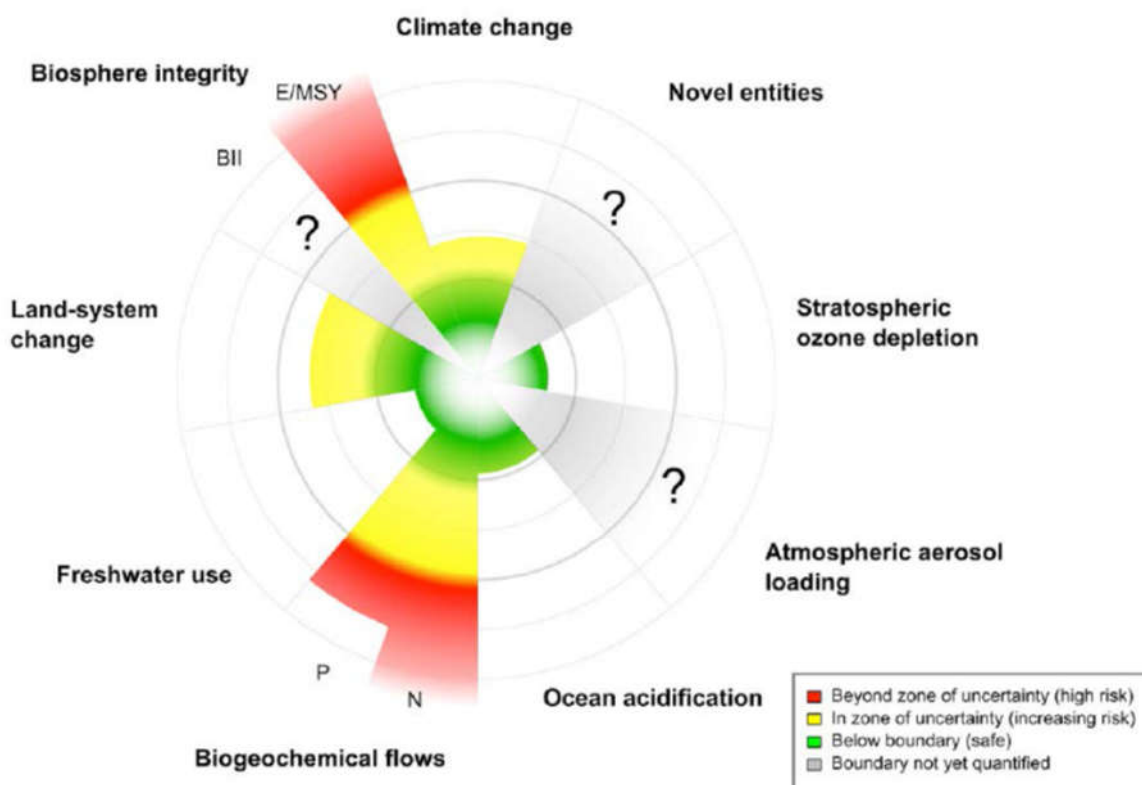 Climate change
Biosphere integrity
E/MSY
Novel entities
BII
?
?
Land-system
change
Stratospheric
ozone depletion
?
Atmospheric aerosol
loading
Freshwater use
P
N
Ocean acidification
Biogeochemical flows
Beyond zone of uncertainty (high risk)
In zone of uncertainty (increasing risk)
Below boundary (safe)
Boundary not yet quantified